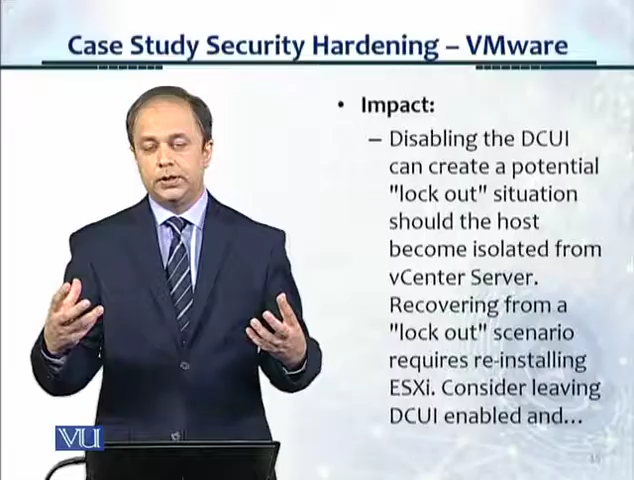 Case Study Security Hardening – VMware
• Impact:
– Disabling the DCUI
can create a potential
"lock out" situation
should the host
become isolated from
vCenter Server.
Recovering from a
"lock out" scenario
requires re-installing
ESXi. Consider leaving
DCUI enabled and...
VU